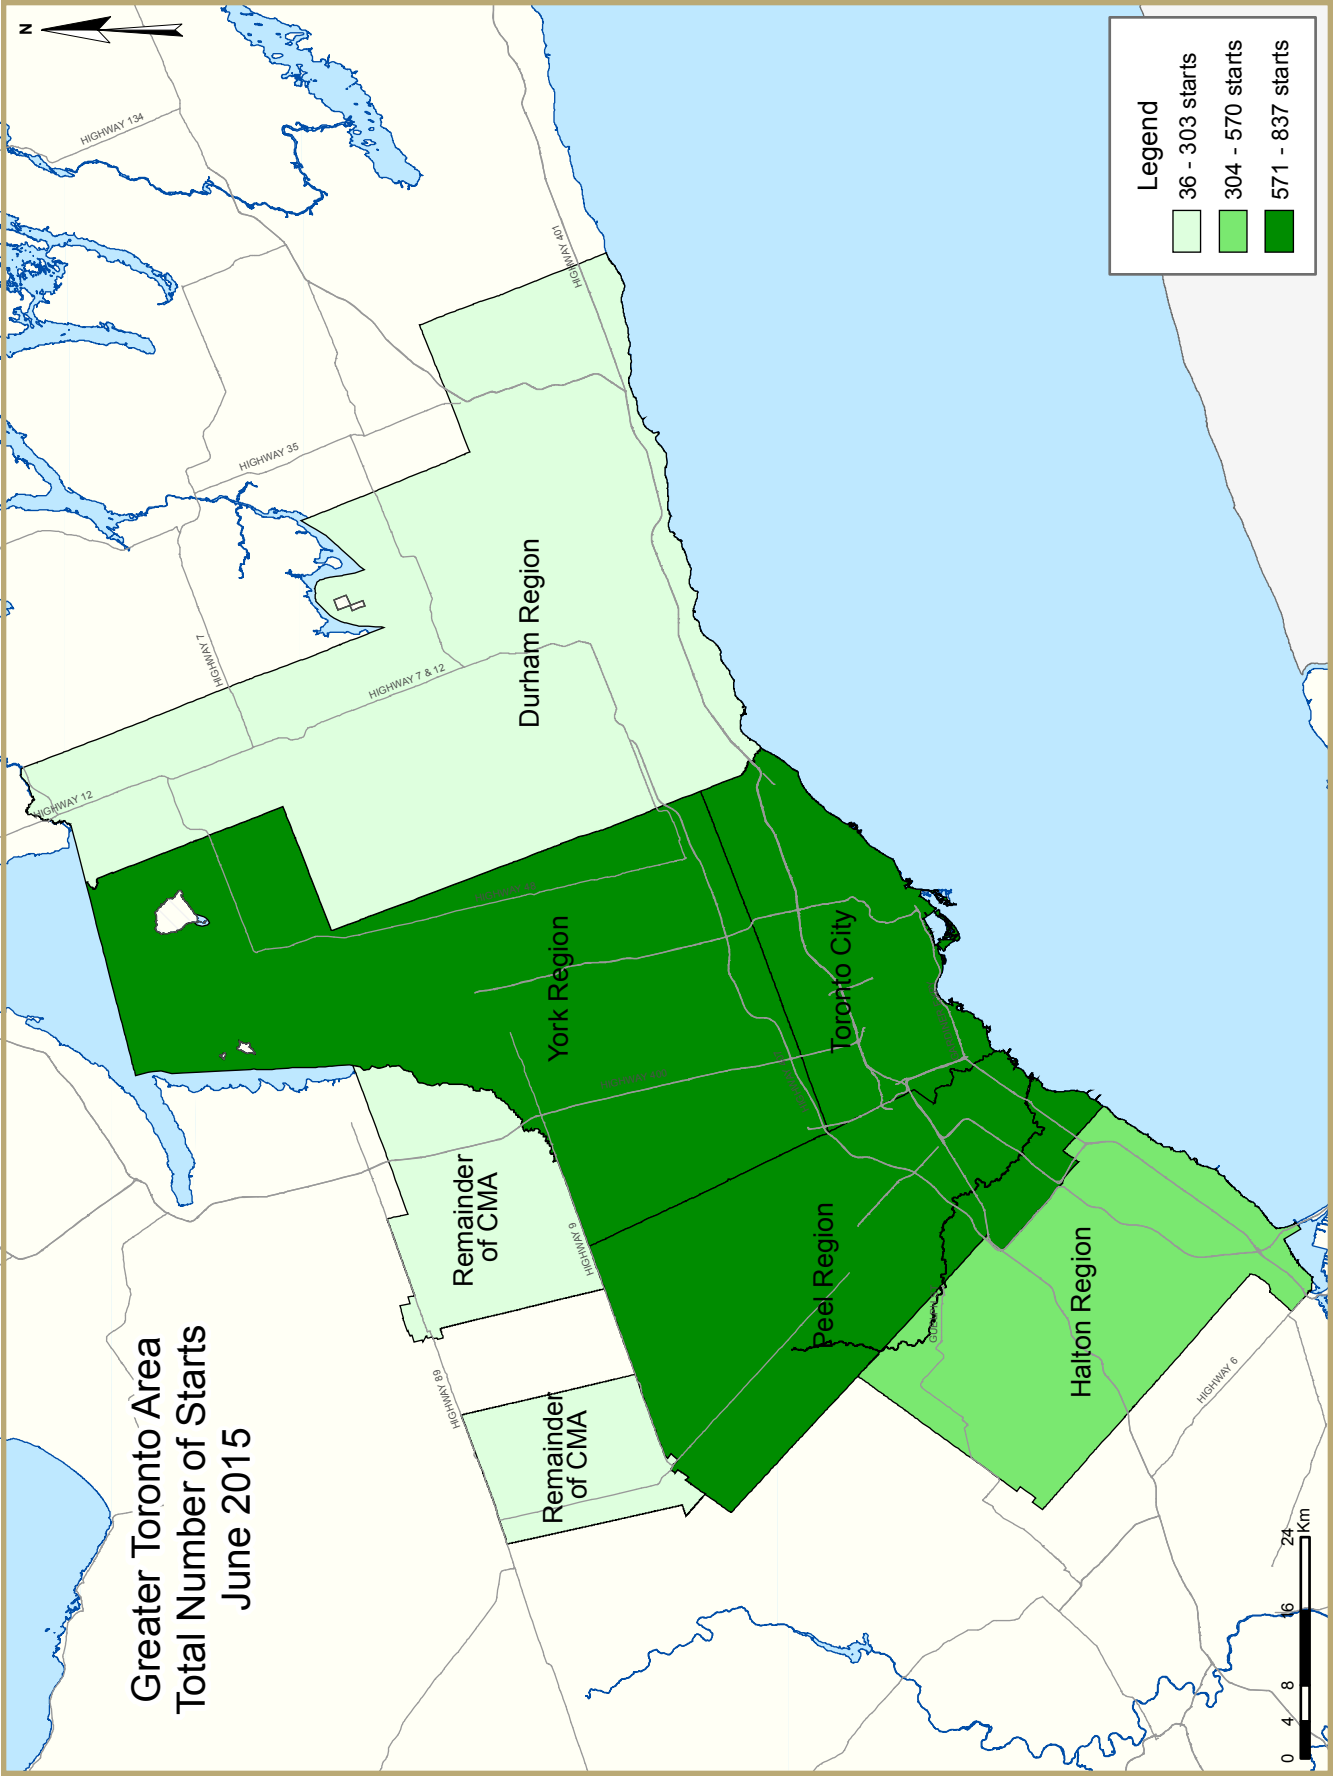 Greater Toronto Area
Total Number of Starts
June 2015
N
HIGHWAY 134
HIGHWAY 401
HIGHWAY 35
HIGHWAY 7
HIGHWAY 7 & 12
HIGHWAY 12
Durham Region
York Region
Toronto City
Remainder
of CMA
Remainder
of CMA
HIGHWAY 9
HIGHWAY 89
Peel Region
Halton Region
HIGHWAY 6
Legend
36 - 303 starts
304 - 570 starts
571 - 837 starts
0 4 8 16 24
Km